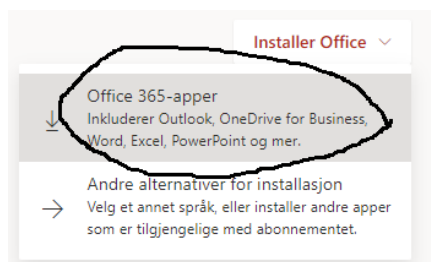 Installer Office
Office 365-apper
Inkluderer Outlook, OneDrive for Business,
Word, Excel, PowerPoint og mer.
Andre alternativer for installasjon
Velg et annet språk, eller installer andre apper
som er tilgjengelige med abonnementet.